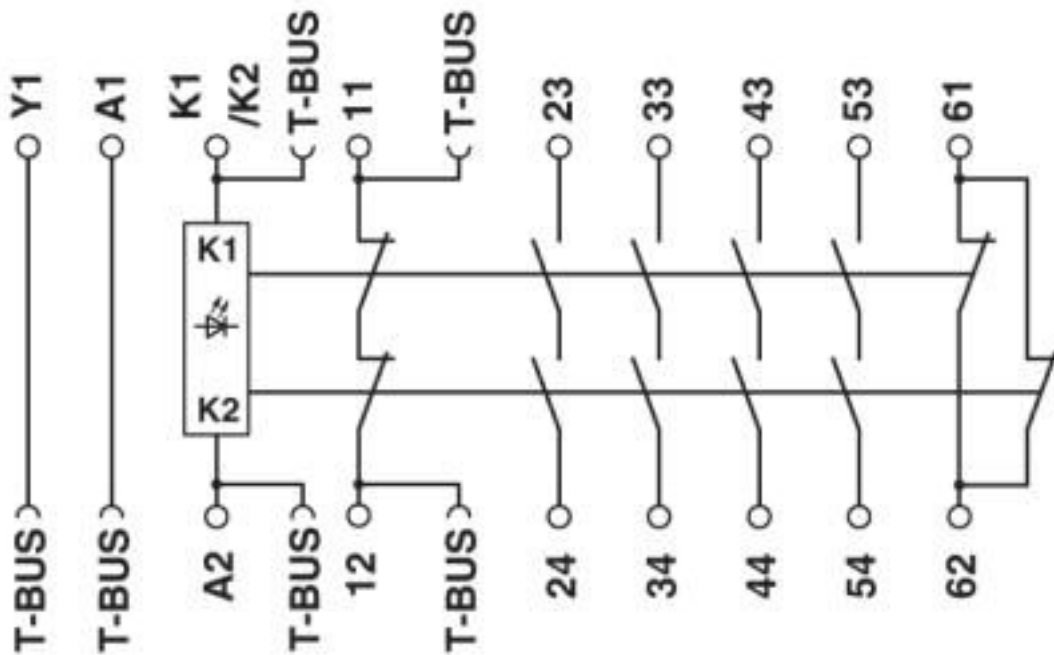 Y1
A1
K1
/K2
T-BUS
11
T-BUS
23
33
43
53
61
K1
K2
T-BUS
T-BUS
A2
T-BUS
12
T-BUS
24
34
44
54
62